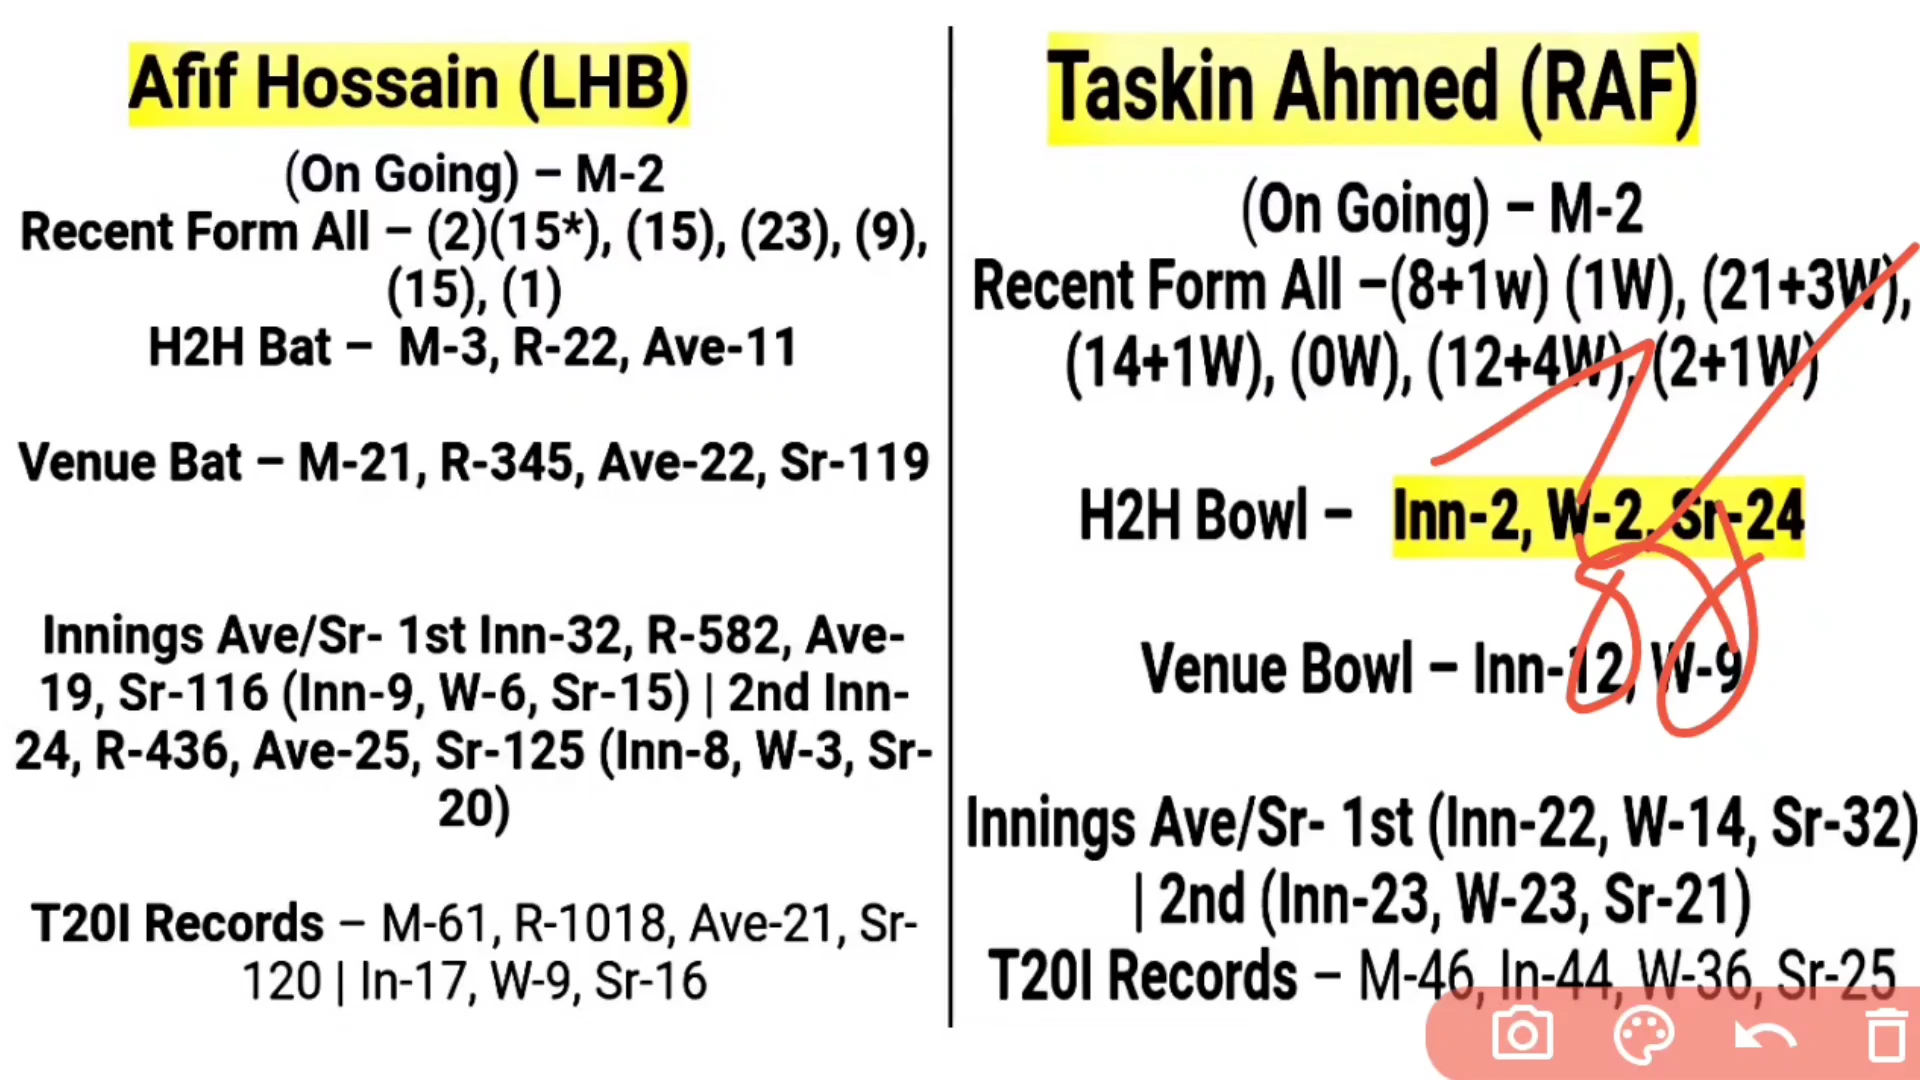 Afif Hossain (LHB)
(On Going) – M-2
Recent Form All – (2)(15*), (15), (23), (9),
(15), (1)
H2H Bat – M-3, R-22, Ave-11
Venue Bat – M-21, R-345, Ave-22, Sr-119
Innings Ave/Sr- 1st Inn-32, R-582, Ave-
19, Sr-116 (Inn-9, W-6, Sr-15) | 2nd Inn-
24, R-436, Ave-25, Sr-125 (Inn-8, W-3, Sr-
20)
T20I Records – M-61, R-1018, Ave-21, Sr-
120 | In-17, W-9, Sr-16
Taskin Ahmed (RAF)
(On Going) – M-2
Recent Form All –(8+1w) (1W), (21+3W),
(14+1W), (0W), (12+4W), (2+1W)
H2H Bowl – Inn-2, W-2, Sr-24
Venue Bowl – Inn-12, W-9
Innings Ave/Sr- 1st (Inn-22, W-14, Sr-32)
| 2nd (Inn-23, W-23, Sr-21)
T20I Records – M-46, In-44, W-36, Sr-25